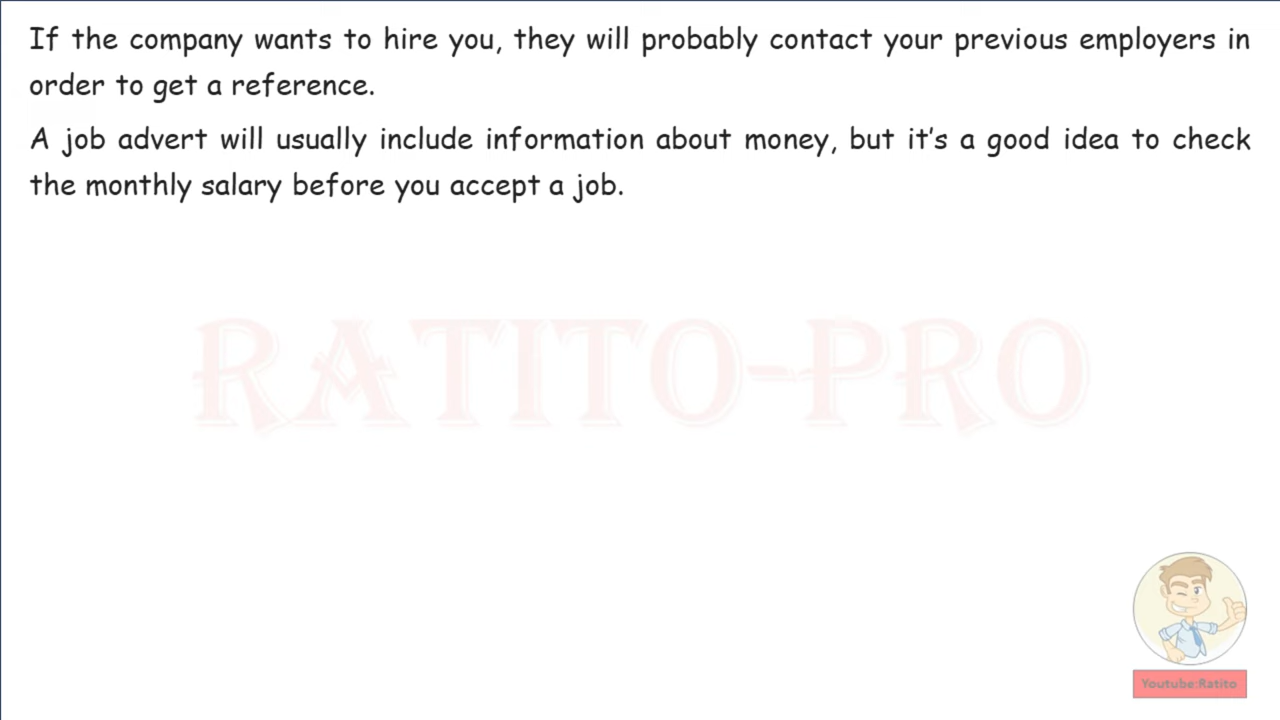 If the company wants to hire you, they will probably contact your previous employers in
order to get a reference.
A job advert will usually include information about money, but it's a good idea to check
the monthly salary before you accept a job.
RATITO-PRO
Youtube:Ratito